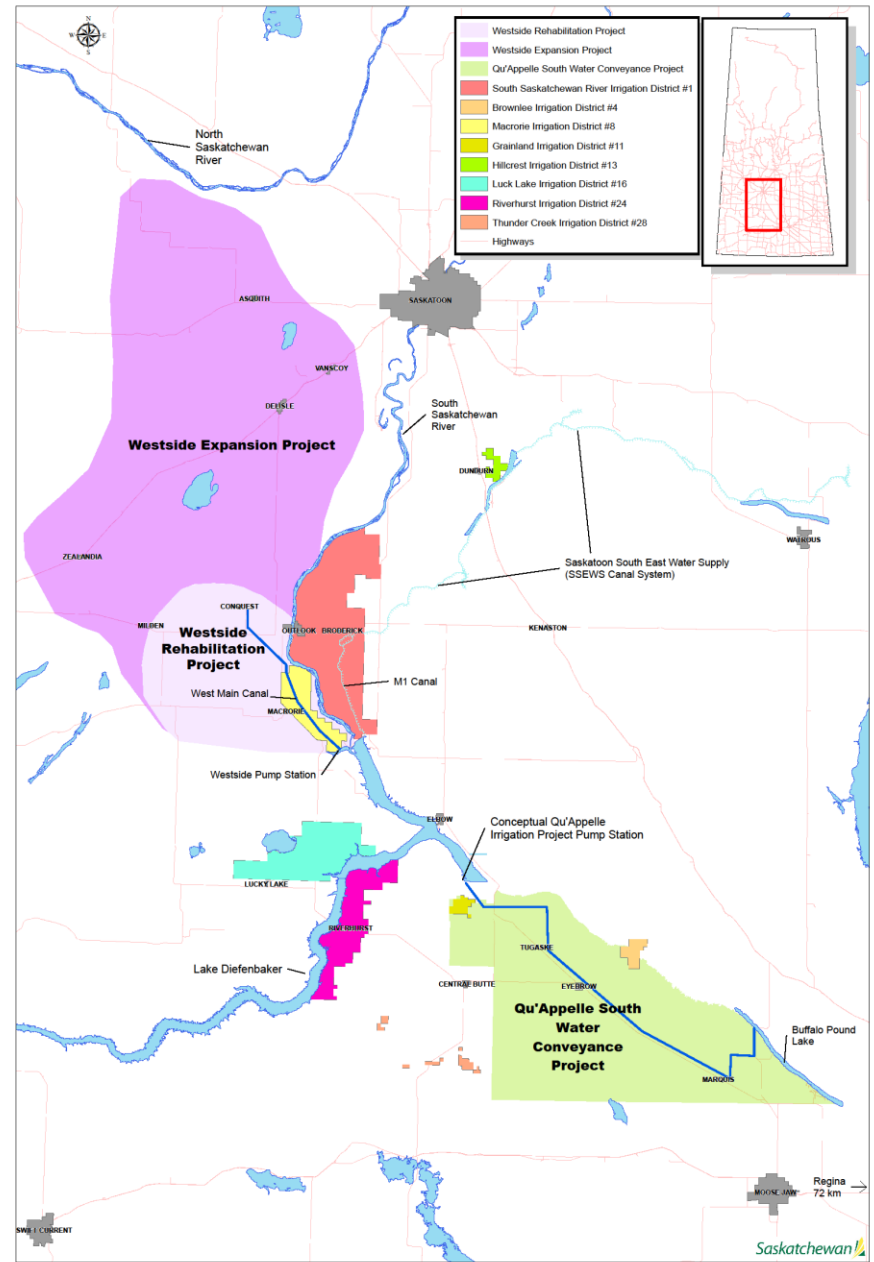 N
W
E
S
Westside Rehabilitation Project
Westside Expansion Project
Qu'Appelle South Water Conveyance Project
South Saskatchewan River Irrigation District #1
Brownlee Irrigation District #4
Macrorie Irrigation District #8
Grainland Irrigation District #11
Hillcrest Irrigation District #13
Luck Lake Irrigation District #16
Riverhurst Irrigation District #24
Thunder Creek Irrigation District #28
Highways
North
Saskatchewan
River
ASQUITH
SASKATOON
VANSCOY
DELISLE
South
Saskatchewan
River
Westside Expansion Project
DUNDURN
WATROUS
ZEALANDIA
Saskatoon South East Water Supply
(SSEWS Canal System)
CONQUEST
MILDEN
OUTLOOK
BRODERICK
KENASTON
Westside
Rehabilitation
Project
M1 Canal
West Main Canal
MACRORIE
Westside Pump Station
ELBOW
Conceptual Qu'Appelle
Irrigation Project Pump Station
LUCKY LAKE
RIVERHURST
TUGASKE
Lake Diefenbaker
CENTRAL BUTTE
EYEBROW
Qu'Appelle South
Water
Conveyance
Project
Buffalo Pound
Lake
MARQUIS
Regina
72 km
MOOSE JAW
SWIFT CURRENT
Saskatchewan